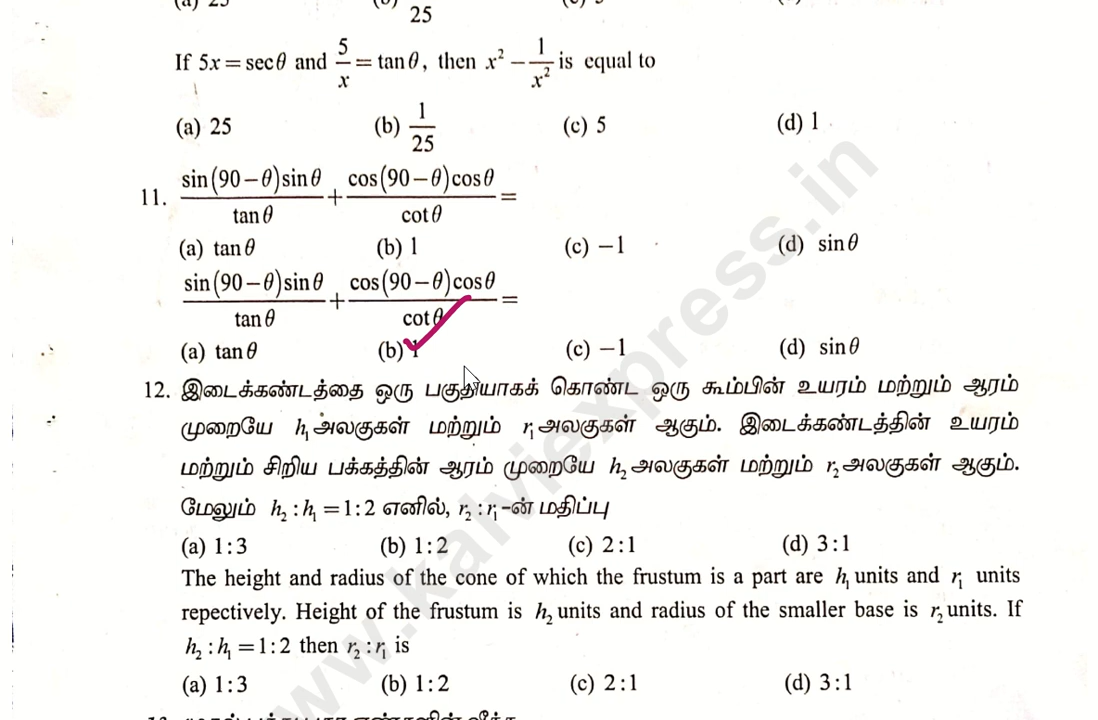 25
If 5x = secθ and 5/x = tanθ, then x² − 1/x² is equal to
(a) 25 (b) 1/25 (c) 5 (d) 1
11. sin(90−θ)sinθ/tanθ + cos(90−θ)cosθ/cotθ =
(a) tanθ (b) 1 (c) −1 (d) sinθ
sin(90−θ)sinθ/tanθ + cos(90−θ)cosθ/cotθ =
(a) tanθ (b) 1 (c) −1 (d) sinθ
12. இடைக்கண்டத்தை ஒரு பகுதியாகக் கொண்ட ஒரு கூம்பின் உயரம் மற்றும் ஆரம்
முறையே h₁ அலகுகள் மற்றும் r₁ அலகுகள் ஆகும். இடைக்கண்டத்தின் உயரம்
மற்றும் சிறிய பக்கத்தின் ஆரம் முறையே h₂ அலகுகள் மற்றும் r₂ அலகுகள் ஆகும்.
மேலும் h₂ : h₁ = 1 : 2 எனில், r₂ : r₁ -ன் மதிப்பு
(a) 1 : 3 (b) 1 : 2 (c) 2 : 1 (d) 3 : 1
The height and radius of the cone of which the frustum is a part are h₁ units and r₁ units
repectively. Height of the frustum is h₂ units and radius of the smaller base is r₂ units. If
h₂ : h₁ = 1 : 2 then r₂ : r₁ is
(a) 1 : 3 (b) 1 : 2 (c) 2 : 1 (d) 3 : 1
www.kalviexpress.in